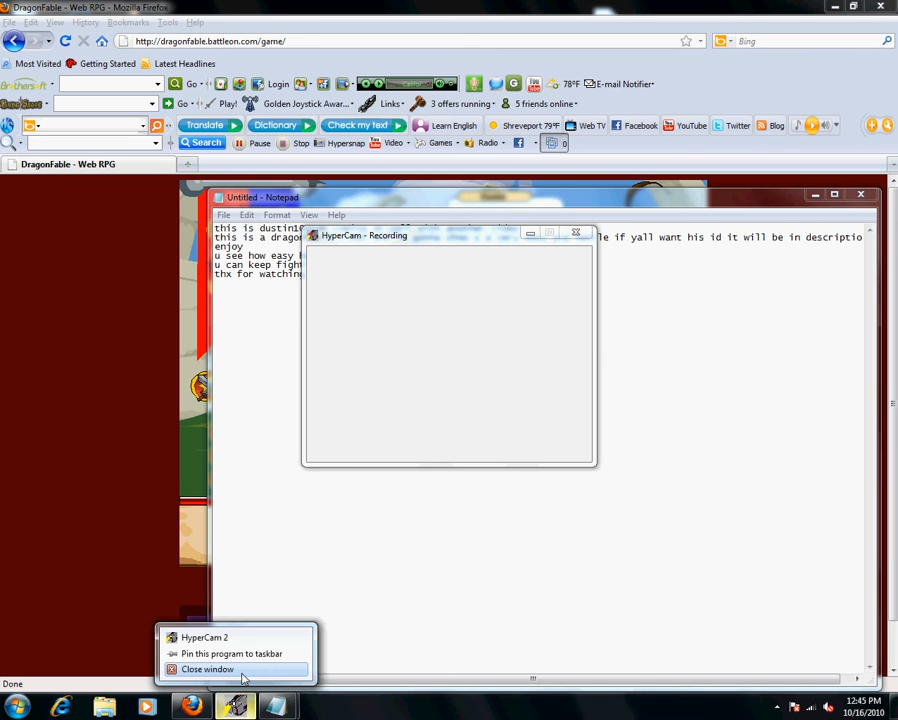 DragonFable - Web RPG - Mozilla Firefox
File Edit View History Bookmarks Tools Help
http://dragonfable.battleon.com/game/
Bing
Most Visited Getting Started Latest Headlines
Brothersoft Go Login 78°F E-mail Notifier
Go Play! Golden Joystick Awar... Links 3 offers running 5 friends online
Translate Dictionary Check my text Learn English Shreveport 79°F Web TV Facebook YouTube Twitter Blog
Search Pause Stop Hypersnap Video Games Radio 0
DragonFable - Web RPG
Untitled - Notepad
File Edit Format View Help
this is dustin10
this is a dragon le if yall want his id it will be in descriptio
HyperCam - Recording
enjoy
u see how easy
u can keep fight
thx for watching
HyperCam 2
Pin this program to taskbar
Close window
Done
12:45 PM
10/16/2010